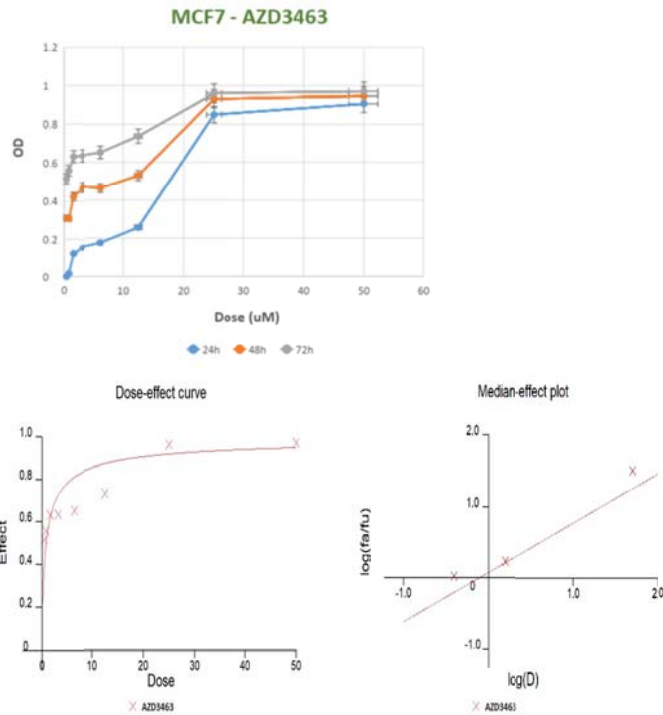 MCF7 - AZD3463
1.2
1
0.8
0.6
0.4
0.2
0
OD
0 10 20 30 40 50 60
Dose (uM)
24h 48h 72h
Dose-effect curve
1.0
0.8
0.6
0.4
0.2
0
Effect
0 10 20 30 40 50
Dose
X AZD3463
Median-effect plot
2.0
1.0
log(fa/fu)
-1.0 0 1.0 2.0
-1.0
log(D)
X AZD3463